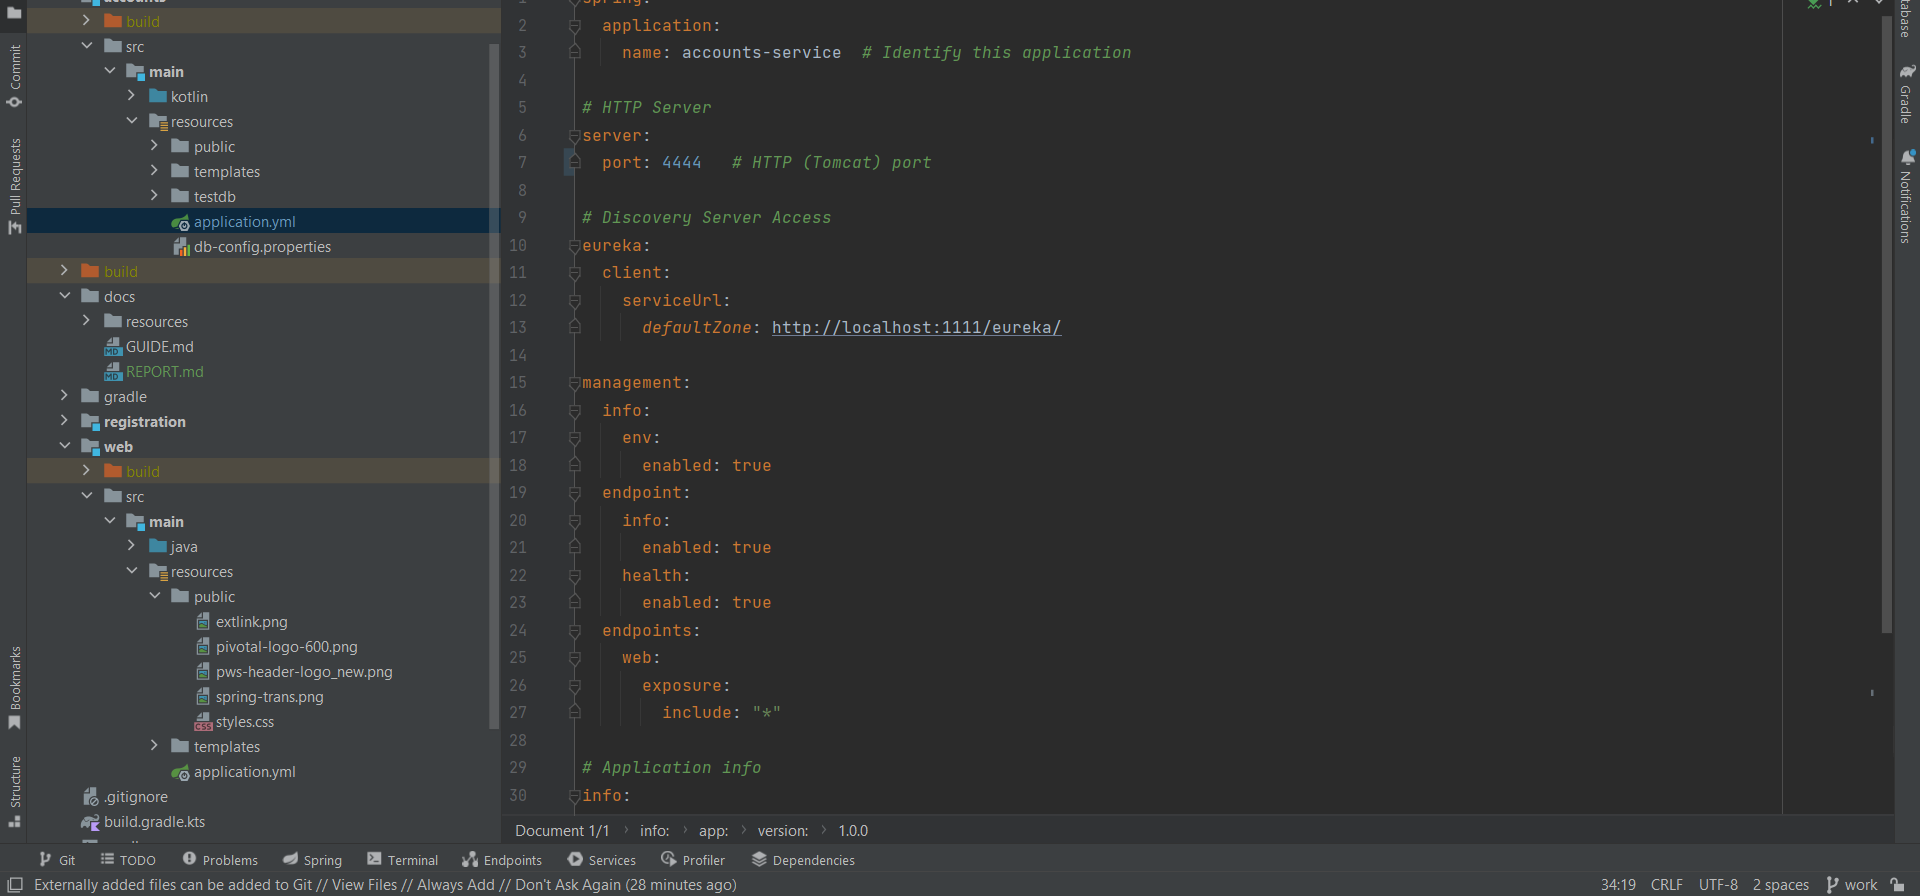 accounts
build
src
main
kotlin
resources
public
templates
testdb
application.yml
db-config.properties
build
docs
resources
GUIDE.md
REPORT.md
gradle
registration
web
build
src
main
java
resources
public
extlink.png
pivotal-logo-600.png
pws-header-logo_new.png
spring-trans.png
styles.css
templates
application.yml
.gitignore
build.gradle.kts
Commit
Pull Requests
Bookmarks
Structure
1 spring:
2 application:
3 name: accounts-service # Identify this application
4
5 # HTTP Server
6 server:
7 port: 4444 # HTTP (Tomcat) port
8
9 # Discovery Server Access
10 eureka:
11 client:
12 serviceUrl:
13 defaultZone: http://localhost:1111/eureka/
14
15 management:
16 info:
17 env:
18 enabled: true
19 endpoint:
20 info:
21 enabled: true
22 health:
23 enabled: true
24 endpoints:
25 web:
26 exposure:
27 include: "*"
28
29 # Application info
30 info:
Document 1/1 › info: › app: › version: › 1.0.0
tabase
Gradle
Notifications
Git TODO Problems Spring Terminal Endpoints Services Profiler Dependencies
Externally added files can be added to Git // View Files // Always Add // Don't Ask Again (28 minutes ago) 34:19 CRLF UTF-8 2 spaces work